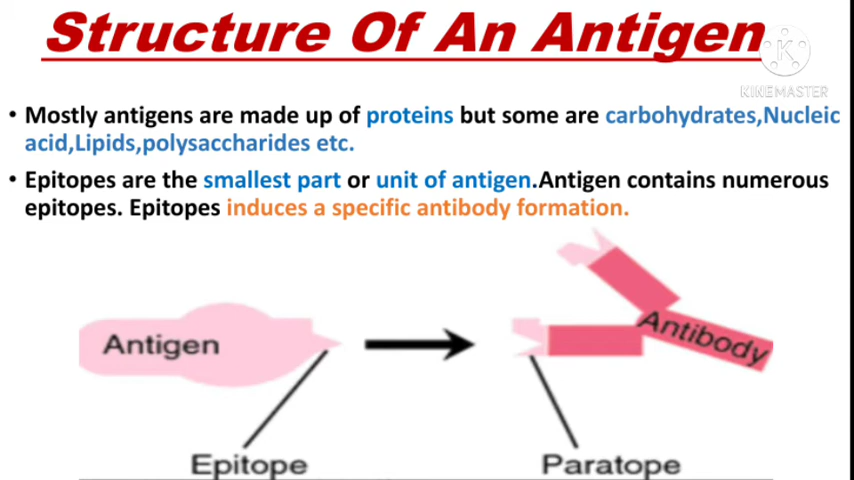 Structure Of An Antigen
KINEMASTER
• Mostly antigens are made up of proteins but some are carbohydrates,Nucleic
acid,Lipids,polysaccharides etc.
• Epitopes are the smallest part or unit of antigen.Antigen contains numerous
epitopes. Epitopes induces a specific antibody formation.
Antigen
Antibody
Epitope
Paratope